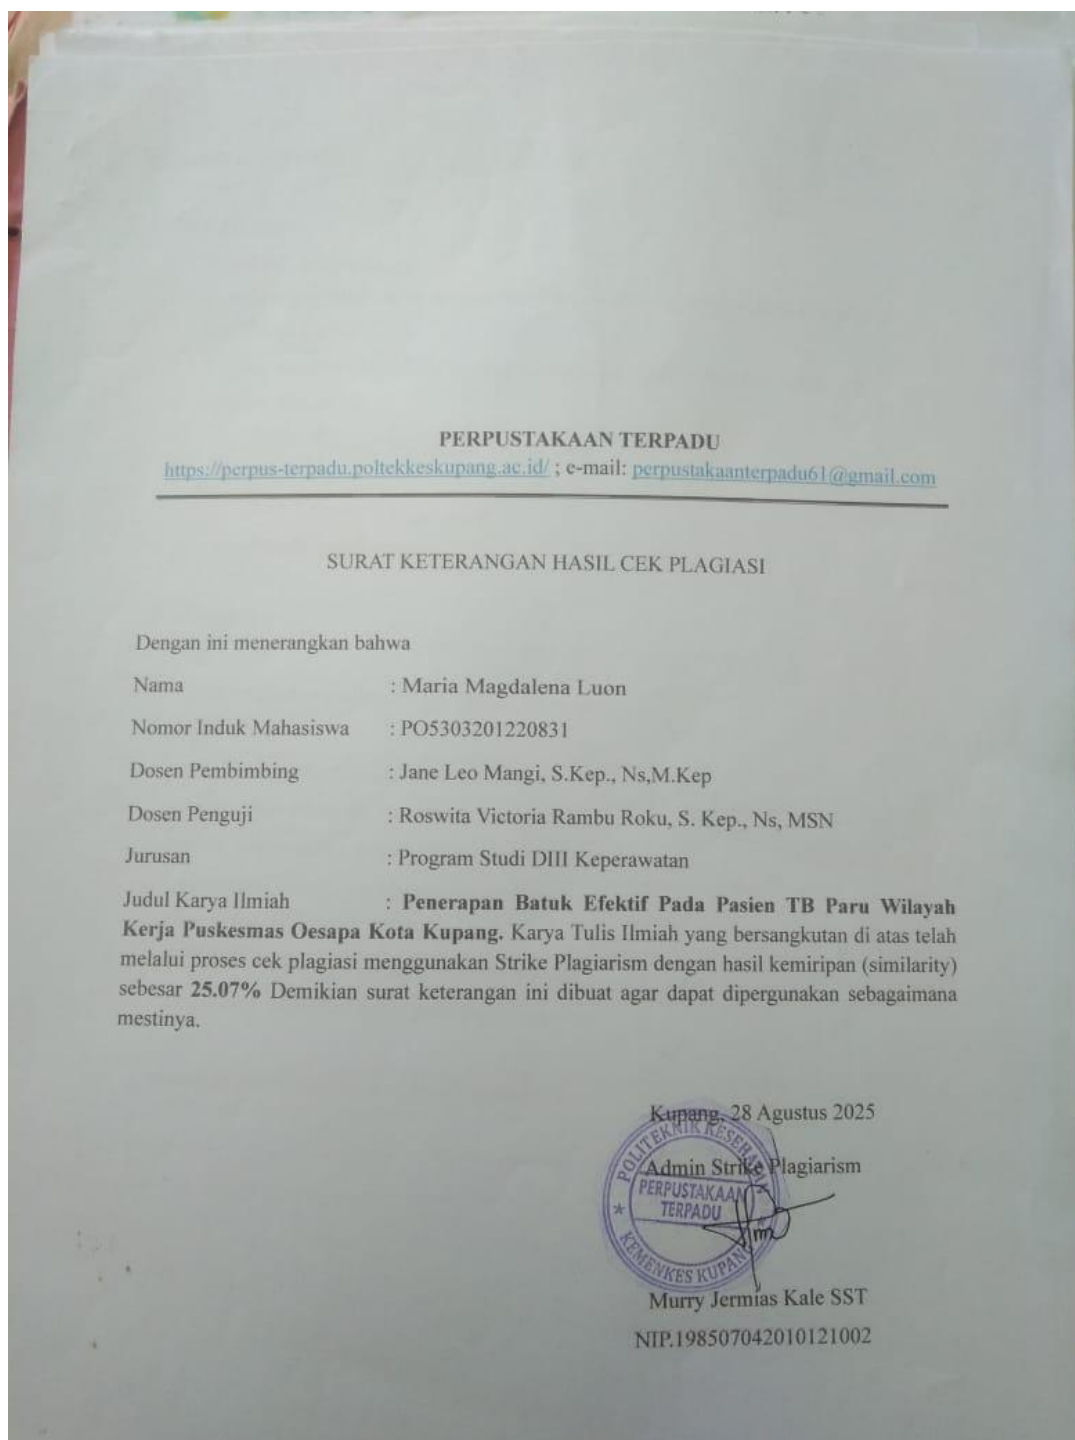 PERPUSTAKAAN TERPADU
https://perpus-terpadu.poltekkeskupang.ac.id/ ; e-mail: perpustakaanterpadu61@gmail.com
SURAT KETERANGAN HASIL CEK PLAGIASI
Dengan ini menerangkan bahwa
Nama : Maria Magdalena Luon
Nomor Induk Mahasiswa : PO5303201220831
Dosen Pembimbing : Jane Leo Mangi, S.Kep., Ns,M.Kep
Dosen Penguji : Roswita Victoria Rambu Roku, S. Kep., Ns, MSN
Jurusan : Program Studi DIII Keperawatan
Judul Karya Ilmiah : Penerapan Batuk Efektif Pada Pasien TB Paru Wilayah
Kerja Puskesmas Oesapa Kota Kupang. Karya Tulis Ilmiah yang bersangkutan di atas telah
melalui proses cek plagiasi menggunakan Strike Plagiarism dengan hasil kemiripan (similarity)
sebesar 25.07% Demikian surat keterangan ini dibuat agar dapat dipergunakan sebagaimana
mestinya.
Kupang, 28 Agustus 2025
Admin Strike Plagiarism
POLITEKNIK KESEHATAN
PERPUSTAKAAN
TERPADU
KEMENKES KUPANG
Murry Jermias Kale SST
NIP.198507042010121002